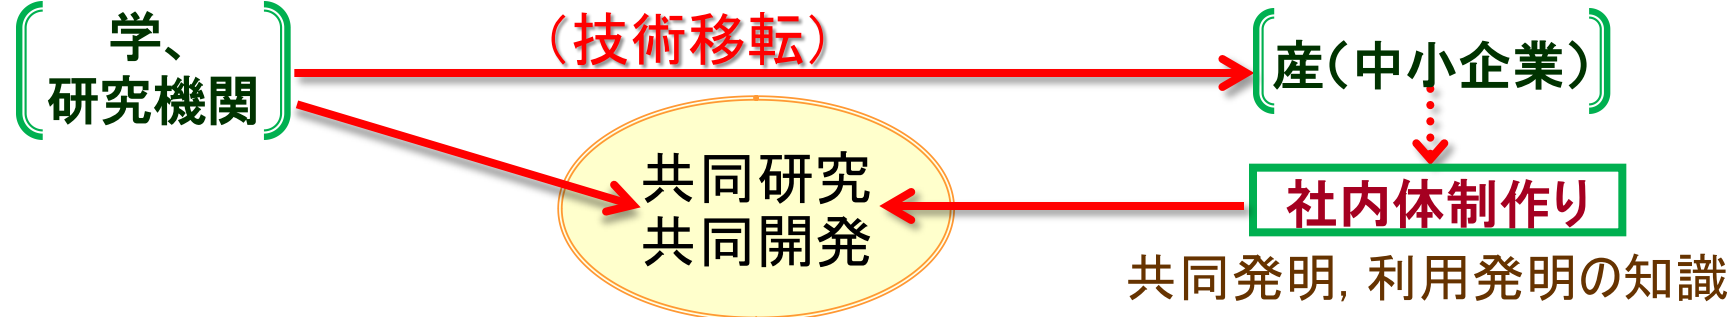 学、
研究機関
（技術移転）
産（中小企業）
共同研究
共同開発
社内体制作り
共同発明，利用発明の知識